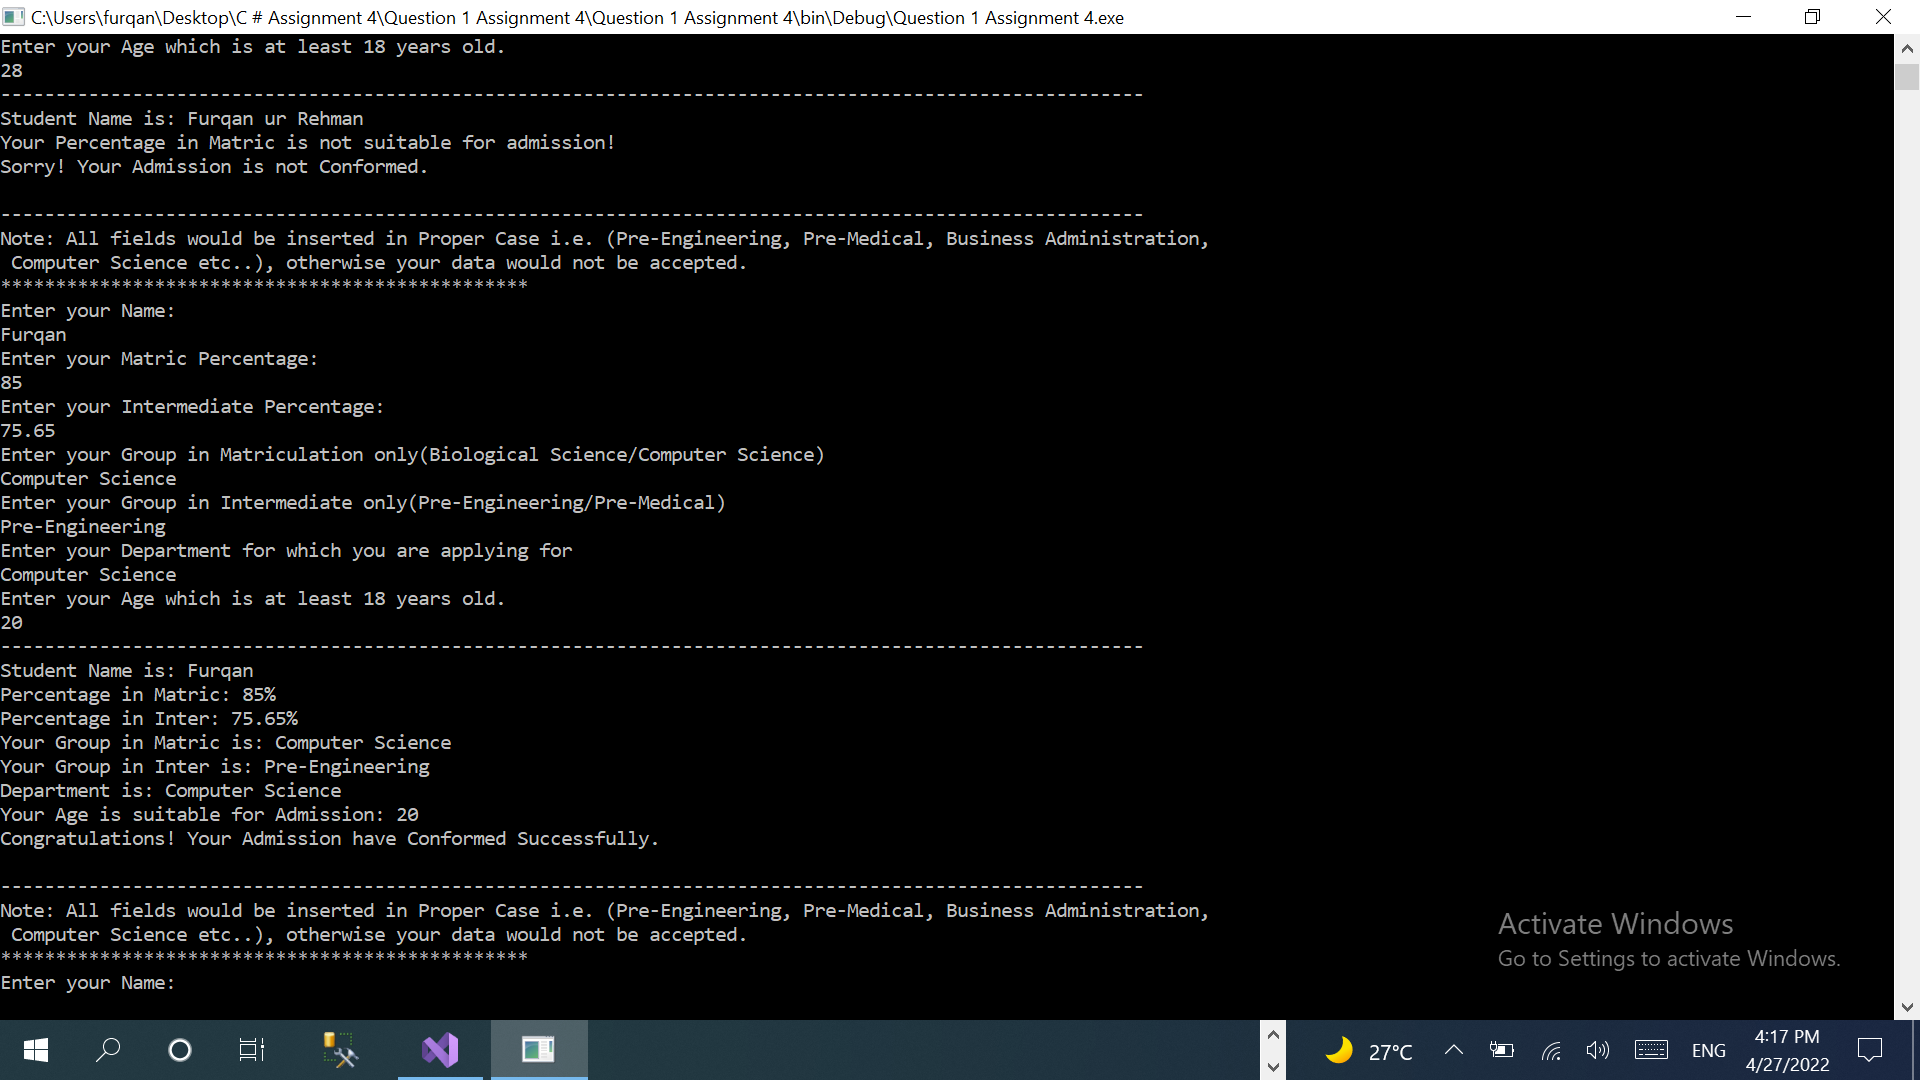 C:\Users\furqan\Desktop\C # Assignment 4\Question 1 Assignment 4\Question 1 Assignment 4\bin\Debug\Question 1 Assignment 4.exe
Enter your Age which is at least 18 years old.
28
--------------------------------------------------------------------------------------------------------
Student Name is: Furqan ur Rehman
Your Percentage in Matric is not suitable for admission!
Sorry! Your Admission is not Conformed.
--------------------------------------------------------------------------------------------------------
Note: All fields would be inserted in Proper Case i.e. (Pre-Engineering, Pre-Medical, Business Administration,
 Computer Science etc..), otherwise your data would not be accepted.
************************************************
Enter your Name:
Furqan
Enter your Matric Percentage:
85
Enter your Intermediate Percentage:
75.65
Enter your Group in Matriculation only(Biological Science/Computer Science)
Computer Science
Enter your Group in Intermediate only(Pre-Engineering/Pre-Medical)
Pre-Engineering
Enter your Department for which you are applying for
Computer Science
Enter your Age which is at least 18 years old.
20
--------------------------------------------------------------------------------------------------------
Student Name is: Furqan
Percentage in Matric: 85%
Percentage in Inter: 75.65%
Your Group in Matric is: Computer Science
Your Group in Inter is: Pre-Engineering
Department is: Computer Science
Your Age is suitable for Admission: 20
Congratulations! Your Admission have Conformed Successfully.
--------------------------------------------------------------------------------------------------------
Note: All fields would be inserted in Proper Case i.e. (Pre-Engineering, Pre-Medical, Business Administration,
 Computer Science etc..), otherwise your data would not be accepted.
************************************************
Enter your Name:
Activate Windows
Go to Settings to activate Windows.
27°C
ENG
4:17 PM
4/27/2022